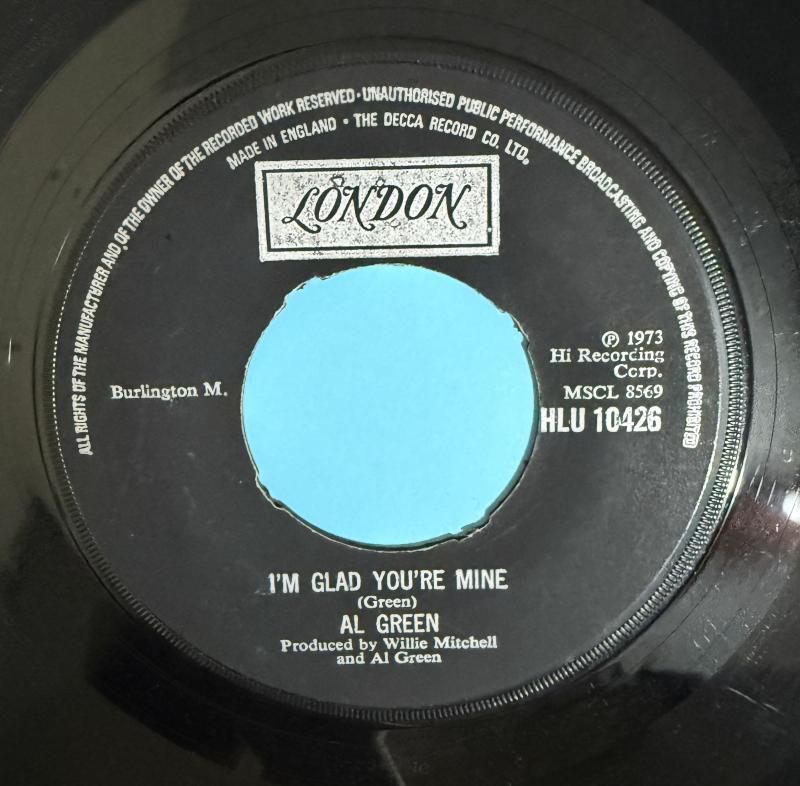 ALL RIGHTS OF THE MANUFACTURER AND OF THE OWNER OF THE RECORDED WORK RESERVED · UNAUTHORISED PUBLIC PERFORMANCE BROADCASTING AND COPYING OF THIS RECORD PROHIBITED
MADE IN ENGLAND · THE DECCA RECORD CO. LTD.
LONDON
℗ 1973
Hi Recording
Corp.
MSCL 8569
HLU 10426
Burlington M.
I'M GLAD YOU'RE MINE
(Green)
AL GREEN
Produced by Willie Mitchell
and Al Green